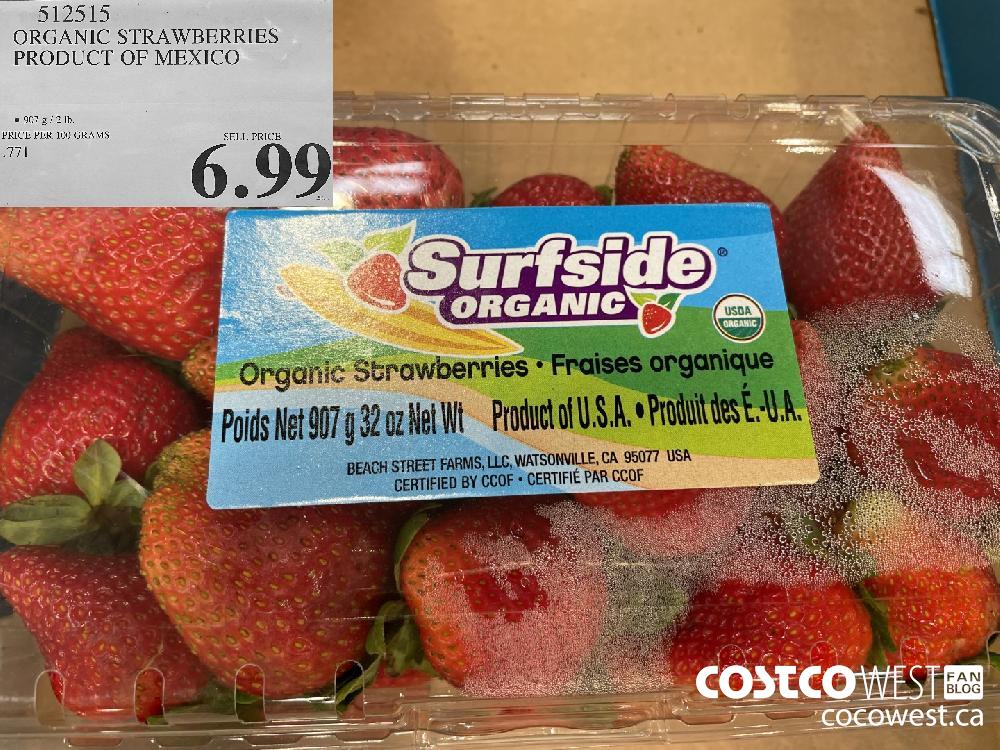 512515
ORGANIC STRAWBERRIES
PRODUCT OF MEXICO
• 907 g / 2 lb.
PRICE PER 100 GRAMS
.771
SELL PRICE
6.99
Surfside®
ORGANIC
USDA
ORGANIC
Organic Strawberries • Fraises organique
Poids Net 907 g 32 oz Net Wt Product of U.S.A. • Produit des É.-U.A.
BEACH STREET FARMS, LLC, WATSONVILLE, CA 95077 USA
CERTIFIED BY CCOF • CERTIFIÉ PAR CCOF
COSTCO WEST FAN BLOG
cocowest.ca